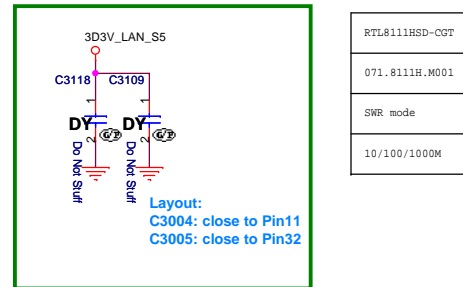 3D3V_LAN_S5
C3118 C3109
1 1
DY DY
2 2
Do Not Stuff Do Not Stuff
Layout:
C3004: close to Pin11
C3005: close to Pin32
RTL8111HSD-CGT
071.8111H.M001
SWR mode
10/100/1000M